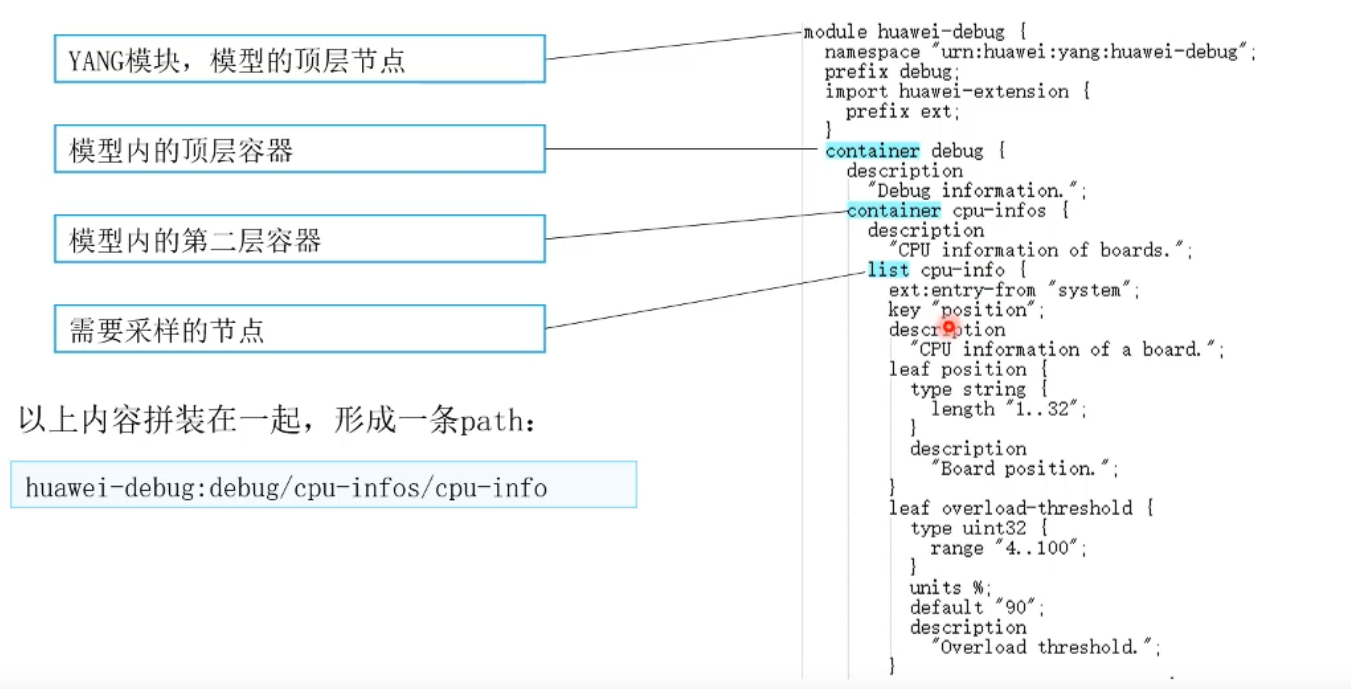 YANG模块，模型的顶层节点
模型内的顶层容器
模型内的第二层容器
需要采样的节点
以上内容拼装在一起，形成一条path：
huawei-debug:debug/cpu-infos/cpu-info
module huawei-debug {
namespace "urn:huawei:yang:huawei-debug";
prefix debug;
import huawei-extension {
prefix ext;
}
container debug {
description
"Debug information.";
container cpu-infos {
description
"CPU information of boards.";
list cpu-info {
ext:entry-from "system";
key "position";
description
"CPU information of a board.";
leaf position {
type string {
length "1..32";
}
description
"Board position.";
}
leaf overload-threshold {
type uint32 {
range "4..100";
}
units %;
default "90";
description
"Overload threshold.";
}